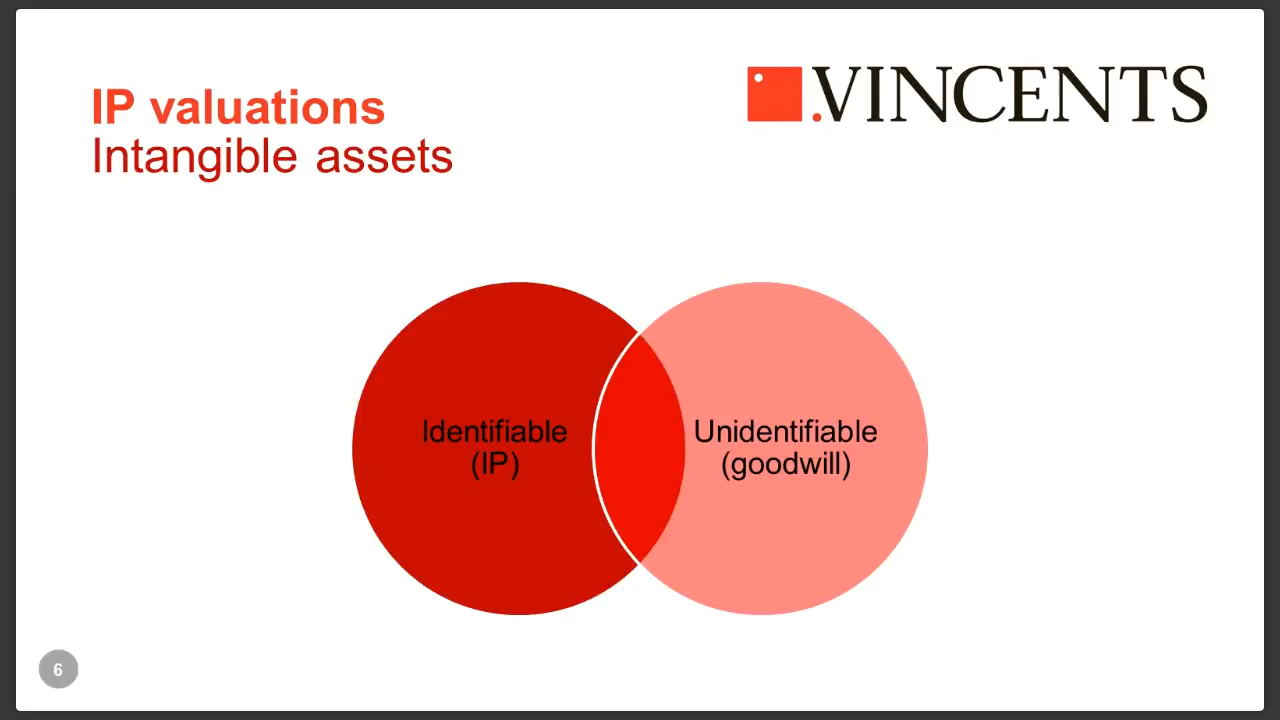 IP valuations
Intangible assets
.VINCENTS
Identifiable
(IP)
Unidentifiable
(goodwill)
6